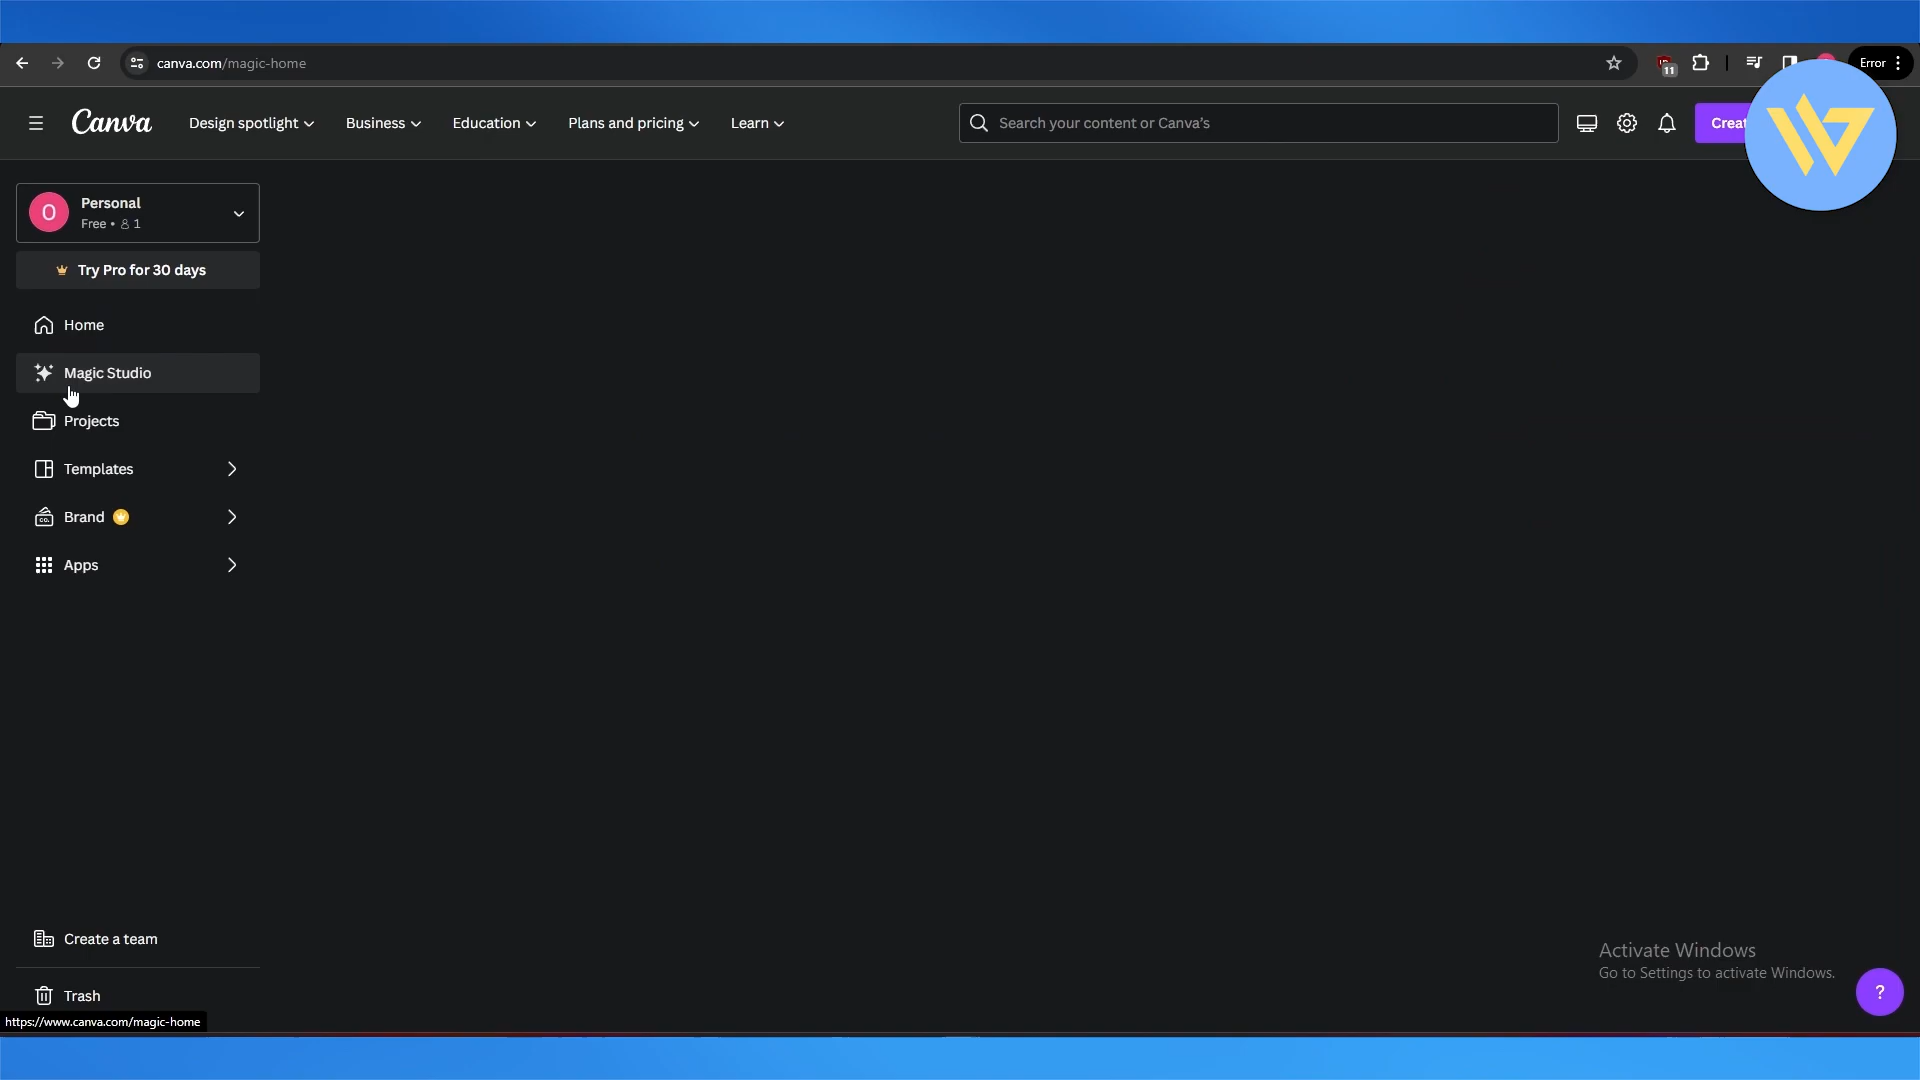 canva.com/magic-home
11
Error
Canva
Design spotlight
Business
Education
Plans and pricing
Learn
Search your content or Canva's
Creat
O
Personal
Free • 1
Try Pro for 30 days
Home
Magic Studio
Projects
Templates
CO.
Brand
Apps
Create a team
Trash
Activate Windows
Go to Settings to activate Windows.
?
https://www.canva.com/magic-home